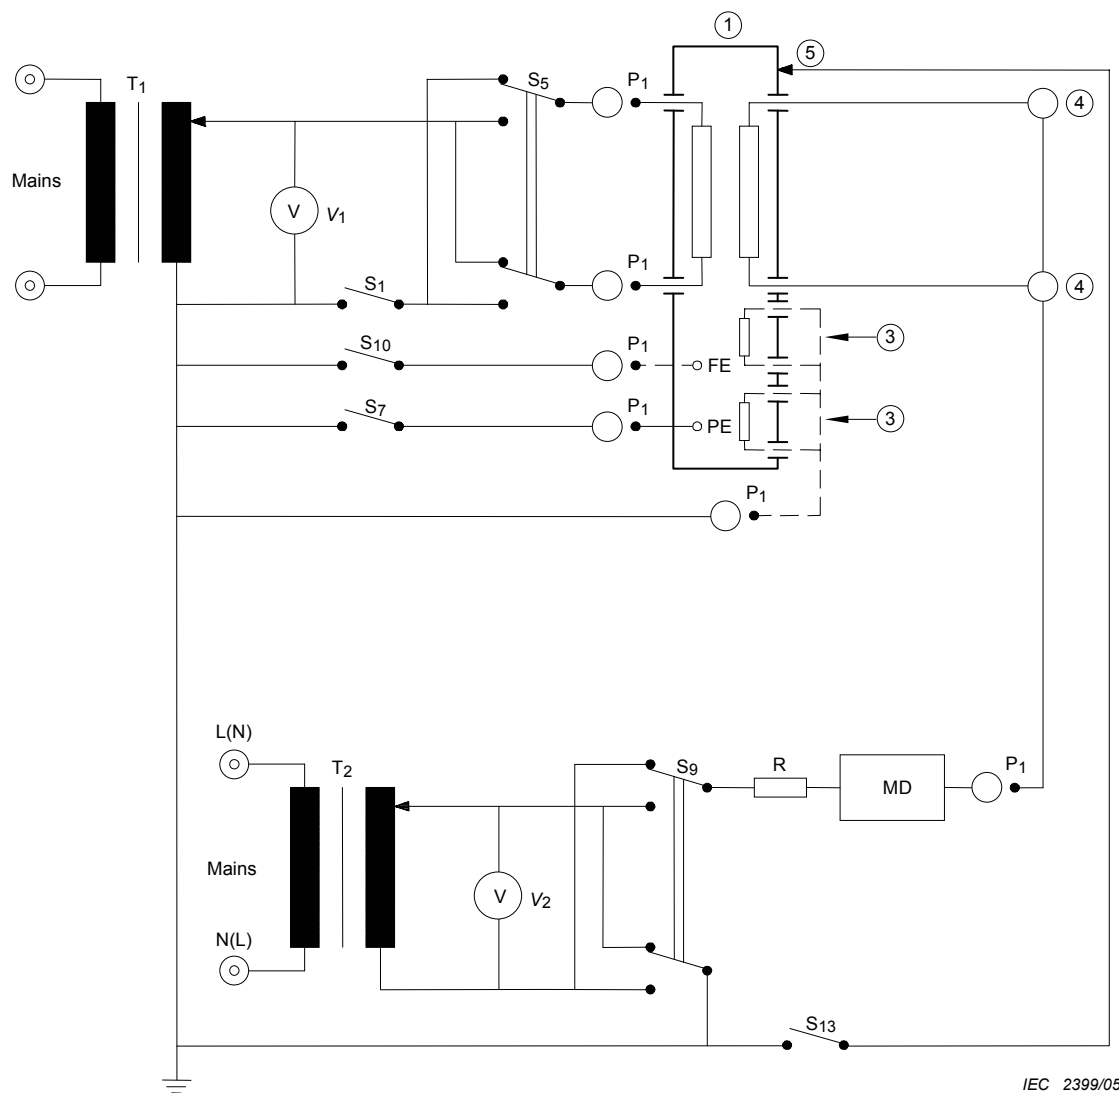 1
5
T1
S5
P1
4
Mains
V
V1
S1
P1
4
S10
P1
FE
3
S7
P1
PE
3
P1
L(N)
T2
S9
R
MD
P1
Mains
V
V2
N(L)
S13
IEC 2399/05